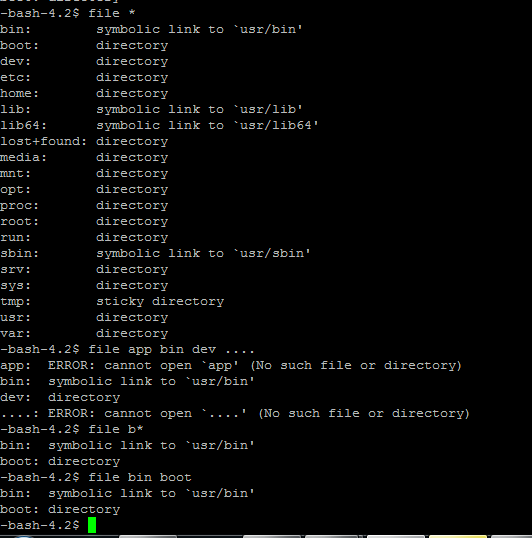 -bash-4.2$ file *
bin:        symbolic link to `usr/bin'
boot:       directory
dev:        directory
etc:        directory
home:       directory
lib:        symbolic link to `usr/lib'
lib64:      symbolic link to `usr/lib64'
lost+found: directory
media:      directory
mnt:        directory
opt:        directory
proc:       directory
root:       directory
run:        directory
sbin:       symbolic link to `usr/sbin'
srv:        directory
sys:        directory
tmp:        sticky directory
usr:        directory
var:        directory
-bash-4.2$ file app bin dev ....
app:  ERROR: cannot open `app' (No such file or directory)
bin:  symbolic link to `usr/bin'
dev:  directory
....: ERROR: cannot open `....' (No such file or directory)
-bash-4.2$ file b*
bin:  symbolic link to `usr/bin'
boot: directory
-bash-4.2$ file bin boot
bin:  symbolic link to `usr/bin'
boot: directory
-bash-4.2$